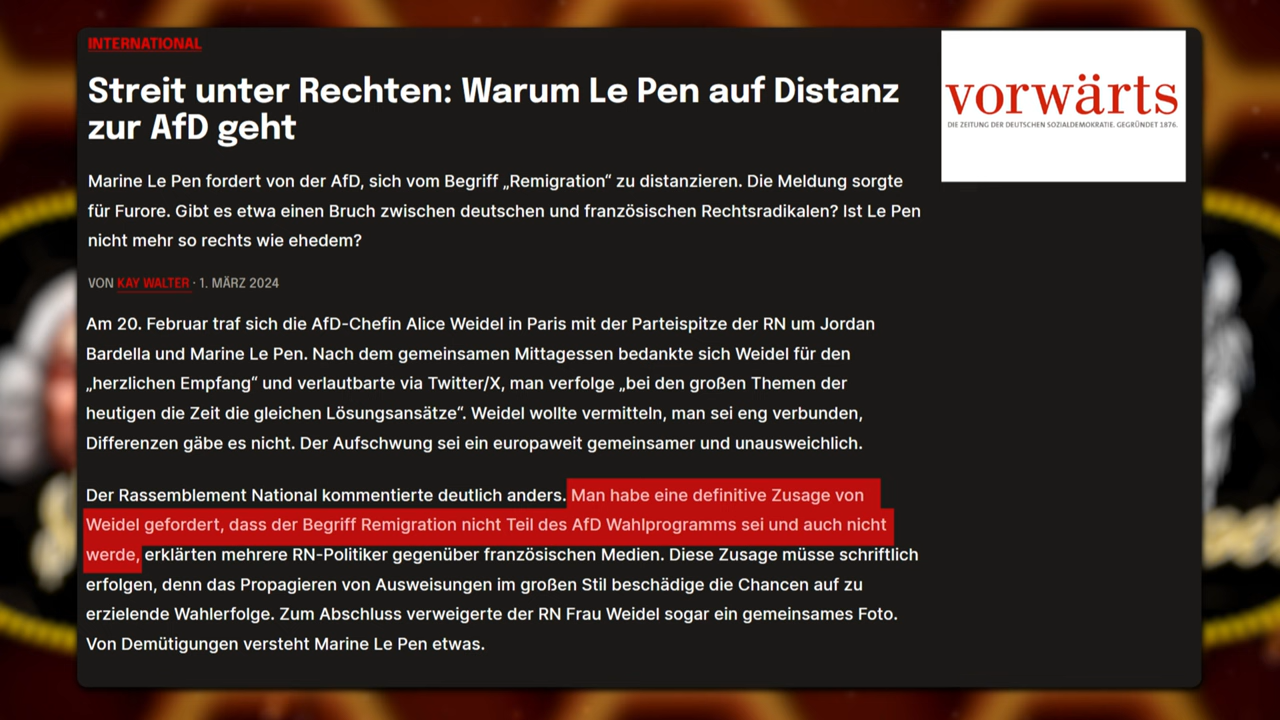 INTERNATIONAL
Streit unter Rechten: Warum Le Pen auf Distanz
zur AfD geht
vorwärts
DIE ZEITUNG DER DEUTSCHEN SOZIALDEMOKRATIE. GEGRÜNDET 1876.
Marine Le Pen fordert von der AfD, sich vom Begriff „Remigration“ zu distanzieren. Die Meldung sorgte
für Furore. Gibt es etwa einen Bruch zwischen deutschen und französischen Rechtsradikalen? Ist Le Pen
nicht mehr so rechts wie ehedem?
VON KAY WALTER · 1. MÄRZ 2024
Am 20. Februar traf sich die AfD-Chefin Alice Weidel in Paris mit der Parteispitze der RN um Jordan
Bardella und Marine Le Pen. Nach dem gemeinsamen Mittagessen bedankte sich Weidel für den
„herzlichen Empfang“ und verlautbarte via Twitter/X, man verfolge „bei den großen Themen der
heutigen die Zeit die gleichen Lösungsansätze“. Weidel wollte vermitteln, man sei eng verbunden,
Differenzen gäbe es nicht. Der Aufschwung sei ein europaweit gemeinsamer und unausweichlich.
Der Rassemblement National kommentierte deutlich anders. Man habe eine definitive Zusage von
Weidel gefordert, dass der Begriff Remigration nicht Teil des AfD Wahlprogramms sei und auch nicht
werde, erklärten mehrere RN-Politiker gegenüber französischen Medien. Diese Zusage müsse schriftlich
erfolgen, denn das Propagieren von Ausweisungen im großen Stil beschädige die Chancen auf zu
erzielende Wahlerfolge. Zum Abschluss verweigerte der RN Frau Weidel sogar ein gemeinsames Foto.
Von Demütigungen versteht Marine Le Pen etwas.